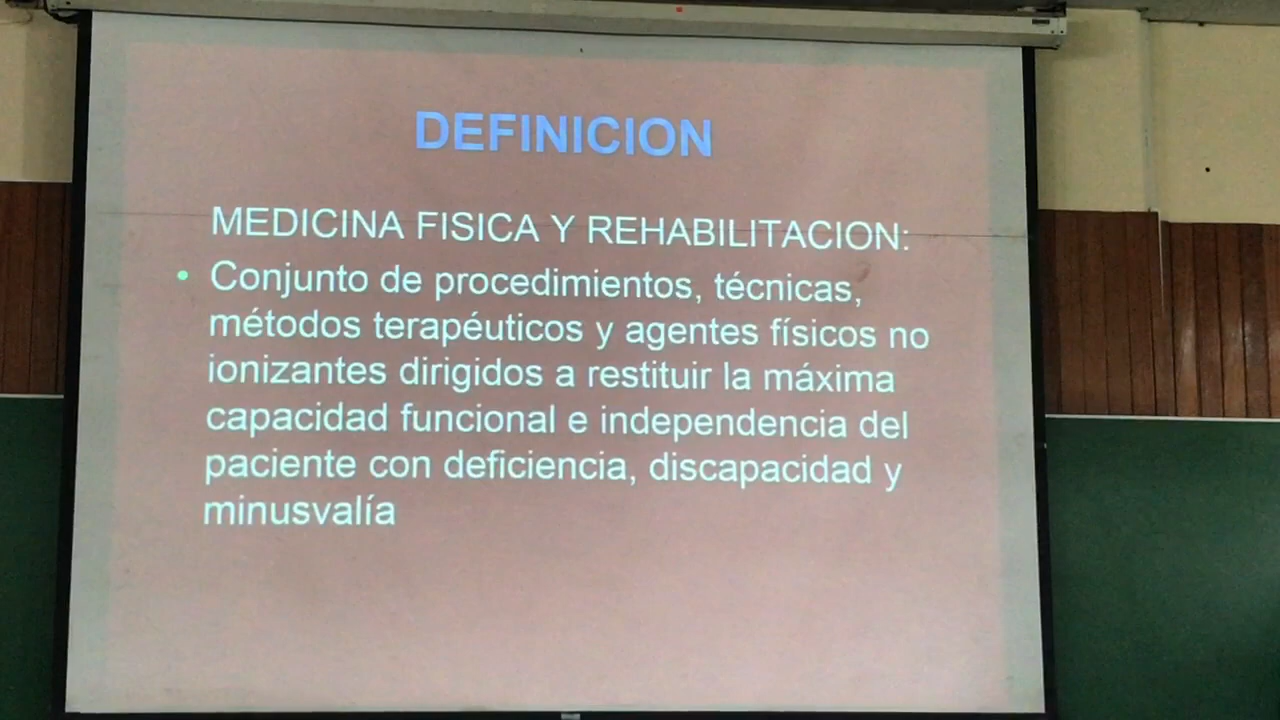 DEFINICION
MEDICINA FISICA Y REHABILITACION:
• Conjunto de procedimientos, técnicas,
métodos terapéuticos y agentes físicos no
ionizantes dirigidos a restituir la máxima
capacidad funcional e independencia del
paciente con deficiencia, discapacidad y
minusvalía